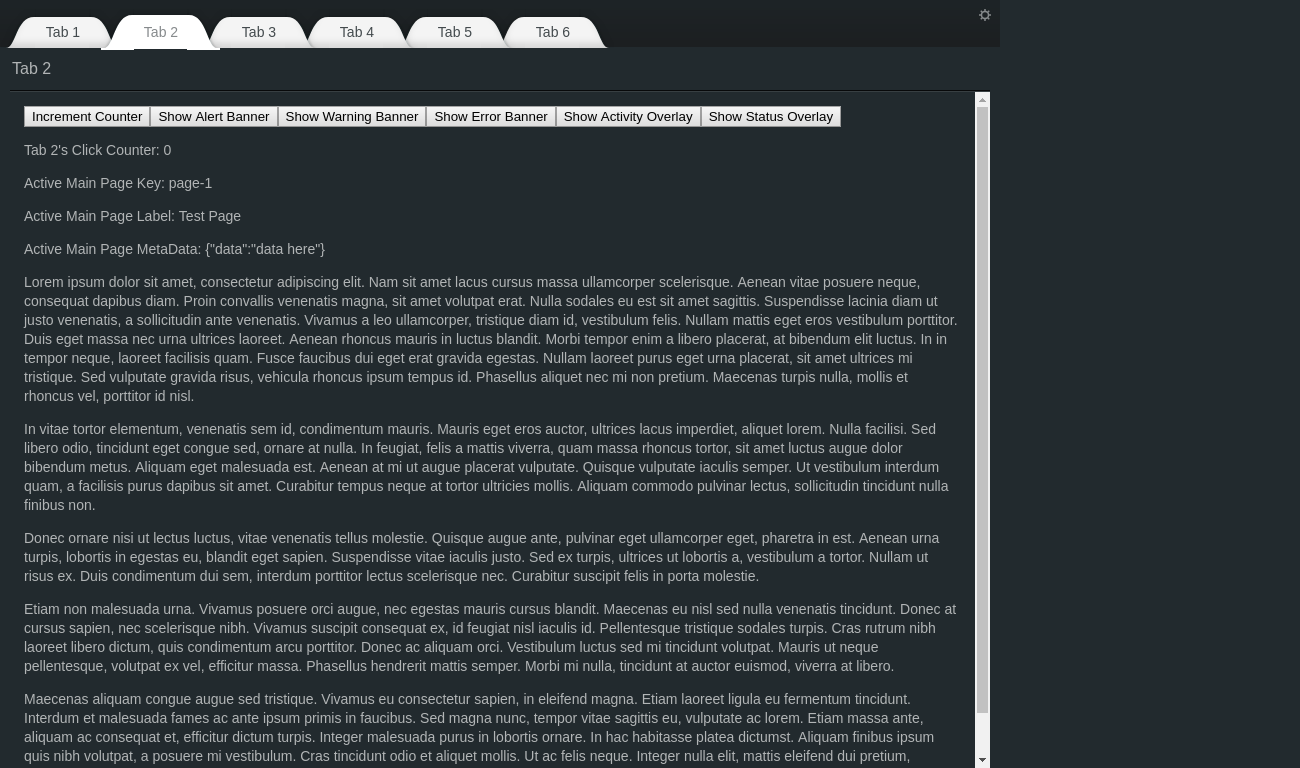 Tab 1 Tab 2 Tab 3 Tab 4 Tab 5 Tab 6
Tab 2
Increment Counter Show Alert Banner Show Warning Banner Show Error Banner Show Activity Overlay Show Status Overlay
Tab 2's Click Counter: 0
Active Main Page Key: page-1
Active Main Page Label: Test Page
Active Main Page MetaData: {"data":"data here"}
Lorem ipsum dolor sit amet, consectetur adipiscing elit. Nam sit amet lacus cursus massa ullamcorper scelerisque. Aenean vitae posuere neque,
consequat dapibus diam. Proin convallis venenatis magna, sit amet volutpat erat. Nulla sodales eu est sit amet sagittis. Suspendisse lacinia diam ut
justo venenatis, a sollicitudin ante venenatis. Vivamus a leo ullamcorper, tristique diam id, vestibulum felis. Nullam mattis eget eros vestibulum porttitor.
Duis eget massa nec urna ultrices laoreet. Aenean rhoncus mauris in luctus blandit. Morbi tempor enim a libero placerat, at bibendum elit luctus. In in
tempor neque, laoreet facilisis quam. Fusce faucibus dui eget erat gravida egestas. Nullam laoreet purus eget urna placerat, sit amet ultrices mi
tristique. Sed vulputate gravida risus, vehicula rhoncus ipsum tempus id. Phasellus aliquet nec mi non pretium. Maecenas turpis nulla, mollis et
rhoncus vel, porttitor id nisl.
In vitae tortor elementum, venenatis sem id, condimentum mauris. Mauris eget eros auctor, ultrices lacus imperdiet, aliquet lorem. Nulla facilisi. Sed
libero odio, tincidunt eget congue sed, ornare at nulla. In feugiat, felis a mattis viverra, quam massa rhoncus tortor, sit amet luctus augue dolor
bibendum metus. Aliquam eget malesuada est. Aenean at mi ut augue placerat vulputate. Quisque vulputate iaculis semper. Ut vestibulum interdum
quam, a facilisis purus dapibus sit amet. Curabitur tempus neque at tortor ultricies mollis. Aliquam commodo pulvinar lectus, sollicitudin tincidunt nulla
finibus non.
Donec ornare nisi ut lectus luctus, vitae venenatis tellus molestie. Quisque augue ante, pulvinar eget ullamcorper eget, pharetra in est. Aenean urna
turpis, lobortis in egestas eu, blandit eget sapien. Suspendisse vitae iaculis justo. Sed ex turpis, ultrices ut lobortis a, vestibulum a tortor. Nullam ut
risus ex. Duis condimentum dui sem, interdum porttitor lectus scelerisque nec. Curabitur suscipit felis in porta molestie.
Etiam non malesuada urna. Vivamus posuere orci augue, nec egestas mauris cursus blandit. Maecenas eu nisl sed nulla venenatis tincidunt. Donec at
cursus sapien, nec scelerisque nibh. Vivamus suscipit consequat ex, id feugiat nisl iaculis id. Pellentesque tristique sodales turpis. Cras rutrum nibh
laoreet libero dictum, quis condimentum arcu porttitor. Donec ac aliquam orci. Vestibulum luctus sed mi tincidunt volutpat. Mauris ut neque
pellentesque, volutpat ex vel, efficitur massa. Phasellus hendrerit mattis semper. Morbi mi nulla, tincidunt at auctor euismod, viverra at libero.
Maecenas aliquam congue augue sed tristique. Vivamus eu consectetur sapien, in eleifend magna. Etiam laoreet ligula eu fermentum tincidunt.
Interdum et malesuada fames ac ante ipsum primis in faucibus. Sed magna nunc, tempor vitae sagittis eu, vulputate ac lorem. Etiam massa ante,
aliquam ac consequat et, efficitur dictum turpis. Integer malesuada purus in lobortis ornare. In hac habitasse platea dictumst. Aliquam finibus ipsum
quis nibh volutpat, a posuere mi vestibulum. Cras tincidunt odio et aliquet mollis. Ut ac felis neque. Integer nulla elit, mattis eleifend dui pretium,